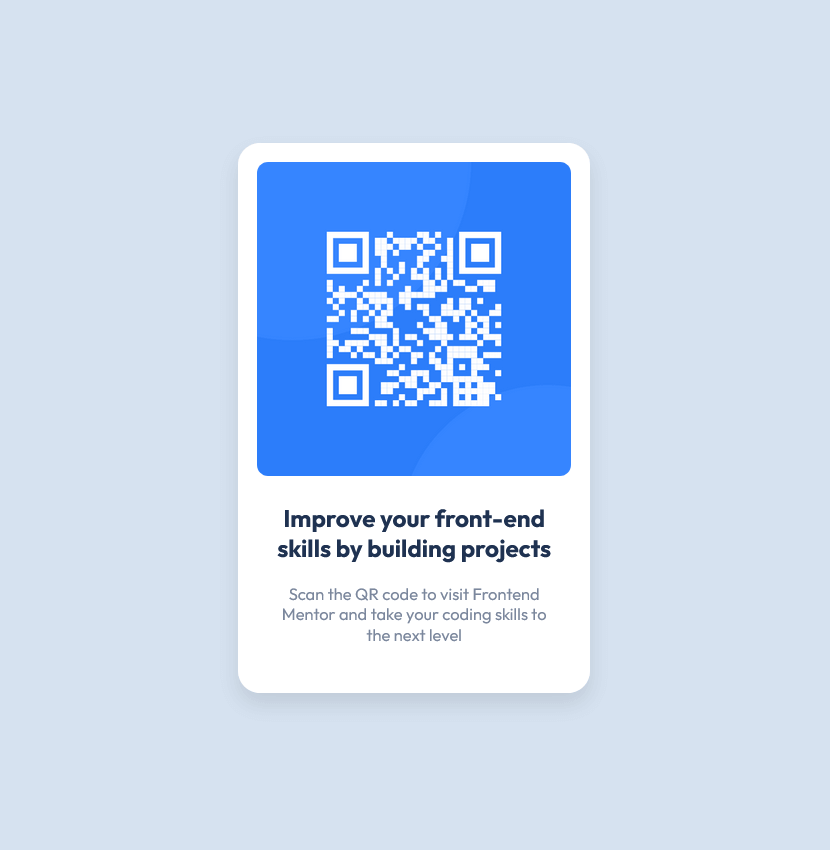 Improve your front-end
skills by building projects
Scan the QR code to visit Frontend
Mentor and take your coding skills to
the next level